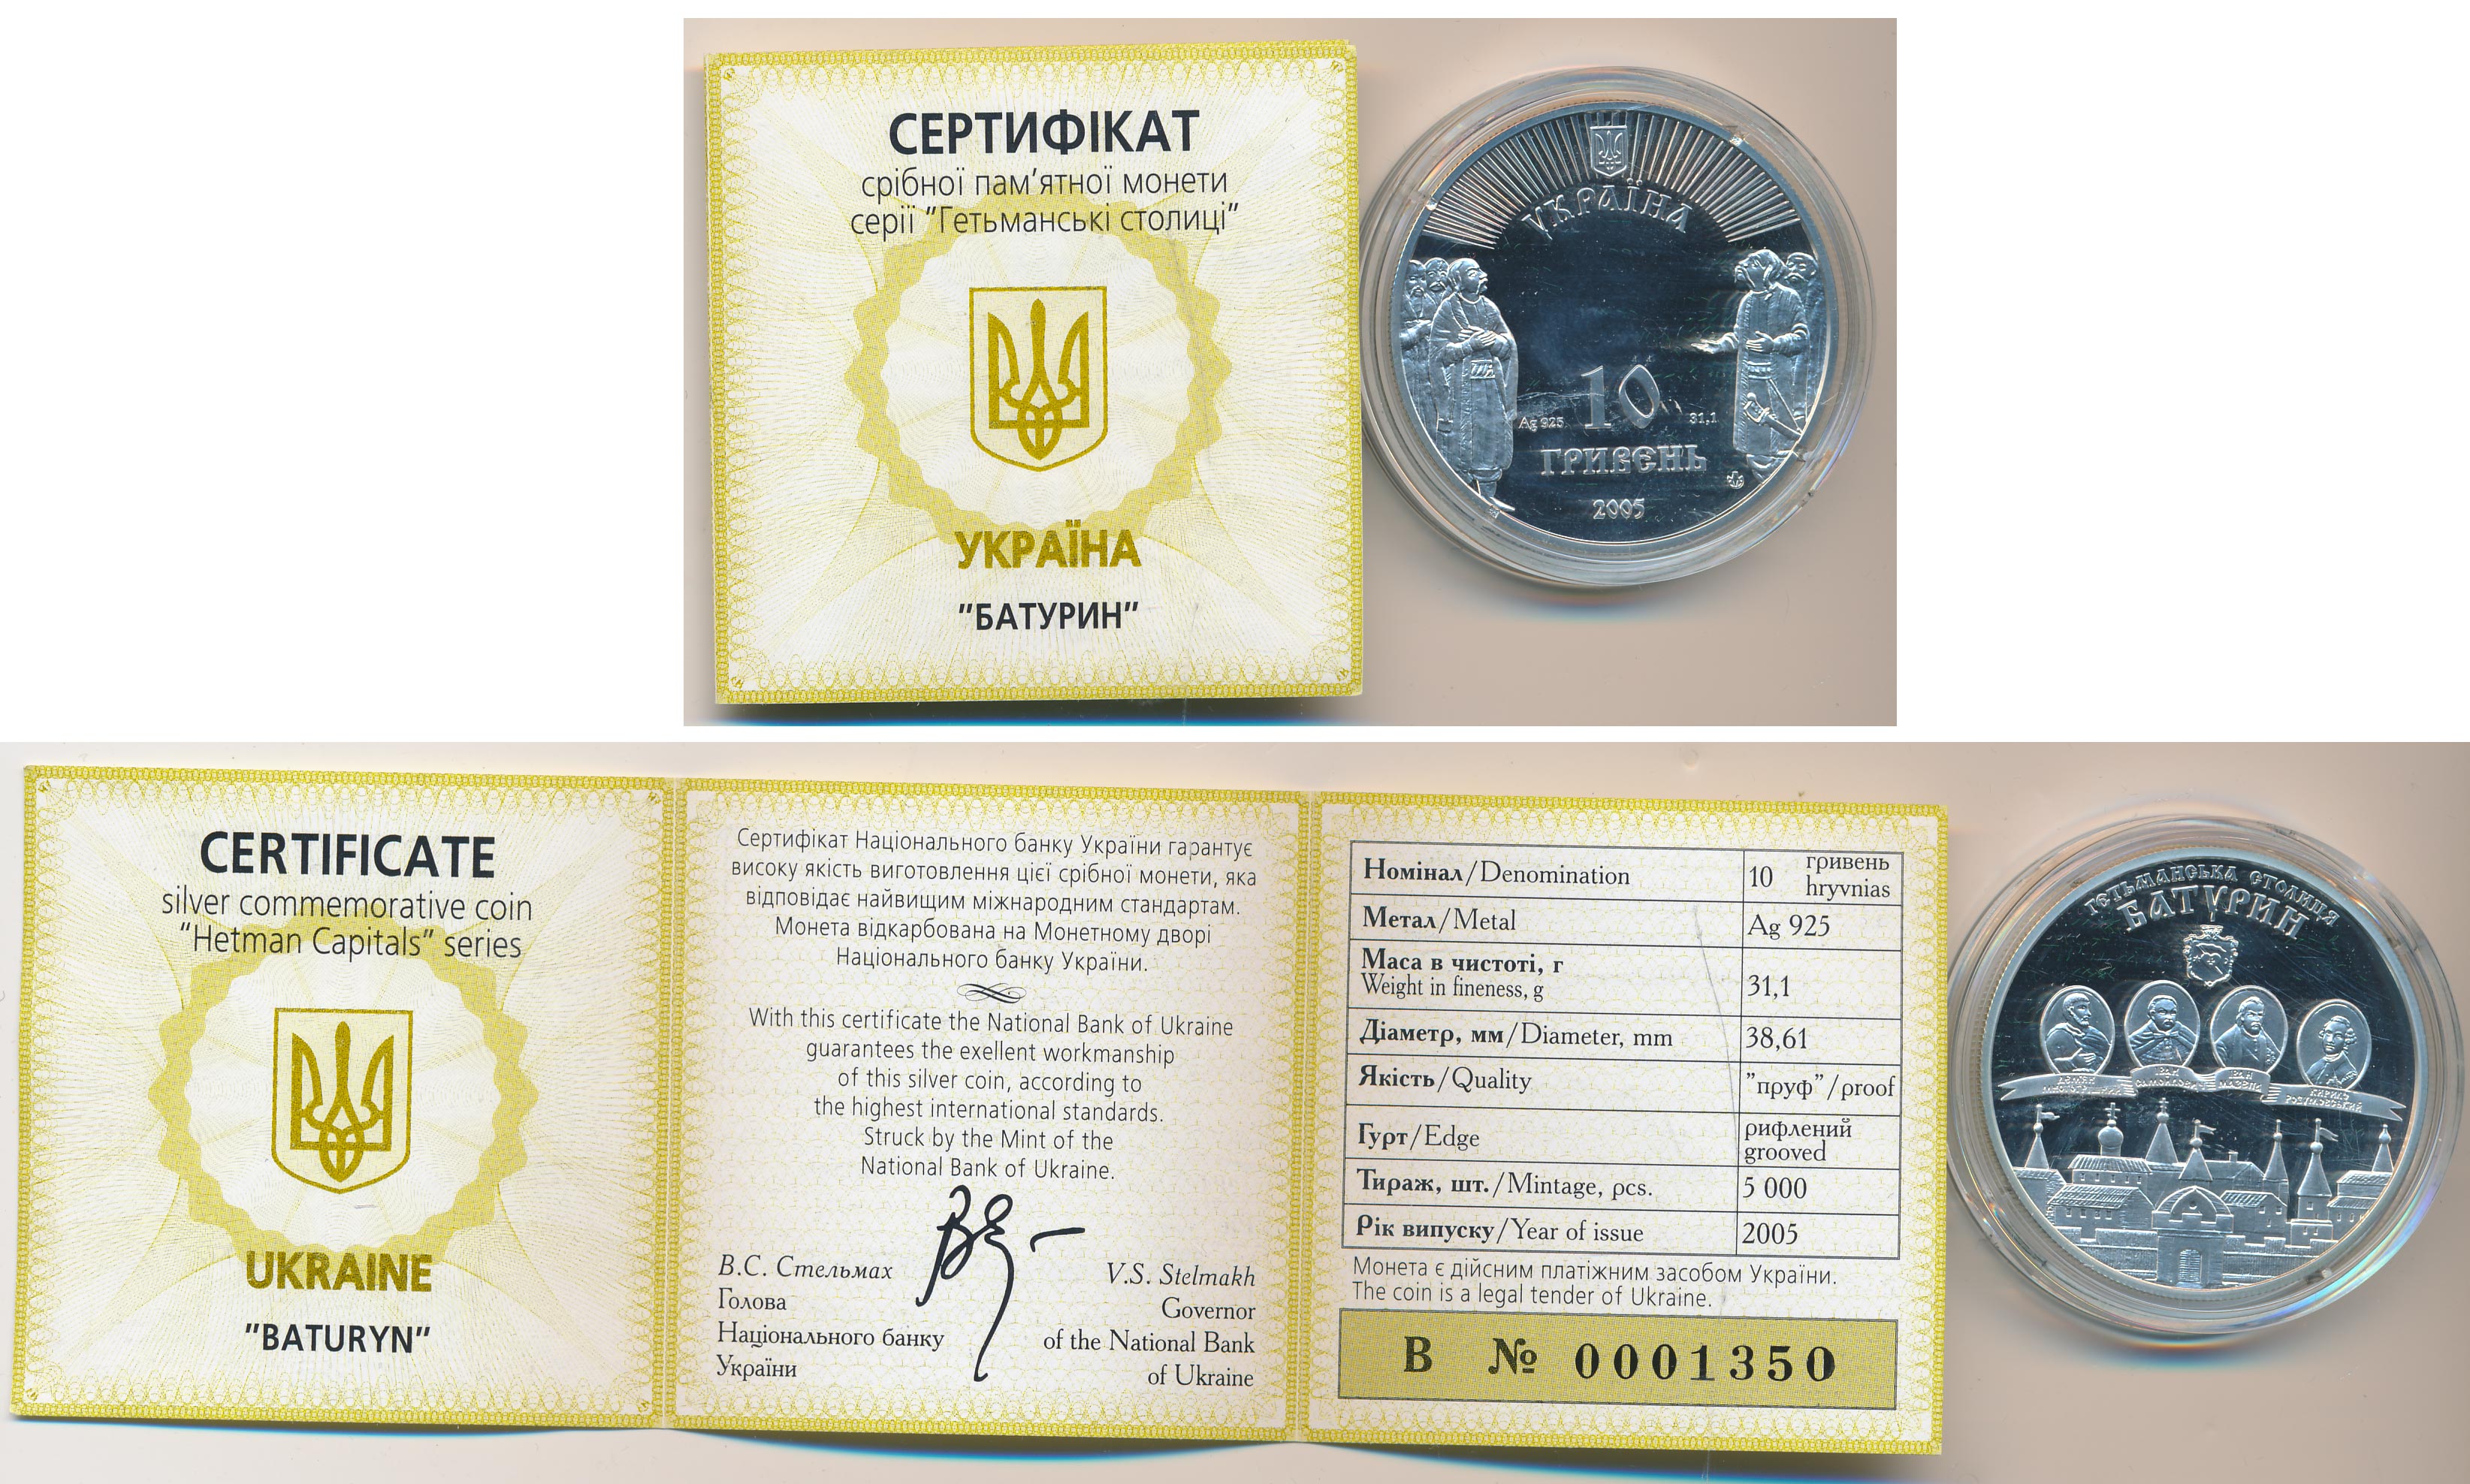 СЕРТИФІКАТ
срібної пам'ятної монети
серії "Гетьманські столиці"
УКРАЇНА
"БАТУРИН"
УКРАЇНА
Ag 925
10
31,1
ГРИВЕНЬ
2005
CERTIFICATE
silver commemorative coin
"Hetman Capitals" series
UKRAINE
"BATURYN"
Сертифікат Національного банку України гарантує
високу якість виготовлення цієї срібної монети, яка
відповідає найвищим міжнародним стандартам.
Монета відкарбована на Монетному дворі
Національного банку України.
With this certificate the National Bank of Ukraine
guarantees the exellent workmanship
of this silver coin, according to
the highest international standards.
Struck by the Mint of the
National Bank of Ukraine.
В.С. Стельмах
Голова
Національного банку
України
V.S. Stelmakh
Governor
of the National Bank
of Ukraine
Номінал/Denomination 10 гривень hryvnias
Метал/Metal Ag 925
Маса в чистоті, г
Weight in fineness, g 31,1
Діаметр, мм/Diameter, mm 38,61
Якість/Quality "пруф"/proof
Гурт/Edge рифлений grooved
Тираж, шт./Mintage, pcs. 5 000
Рік випуску/Year of issue 2005
Монета є дійсним платіжним засобом України.
The coin is a legal tender of Ukraine.
В № 0001350
ГЕТЬМАНСЬКА СТОЛИЦЯ
БАТУРИН